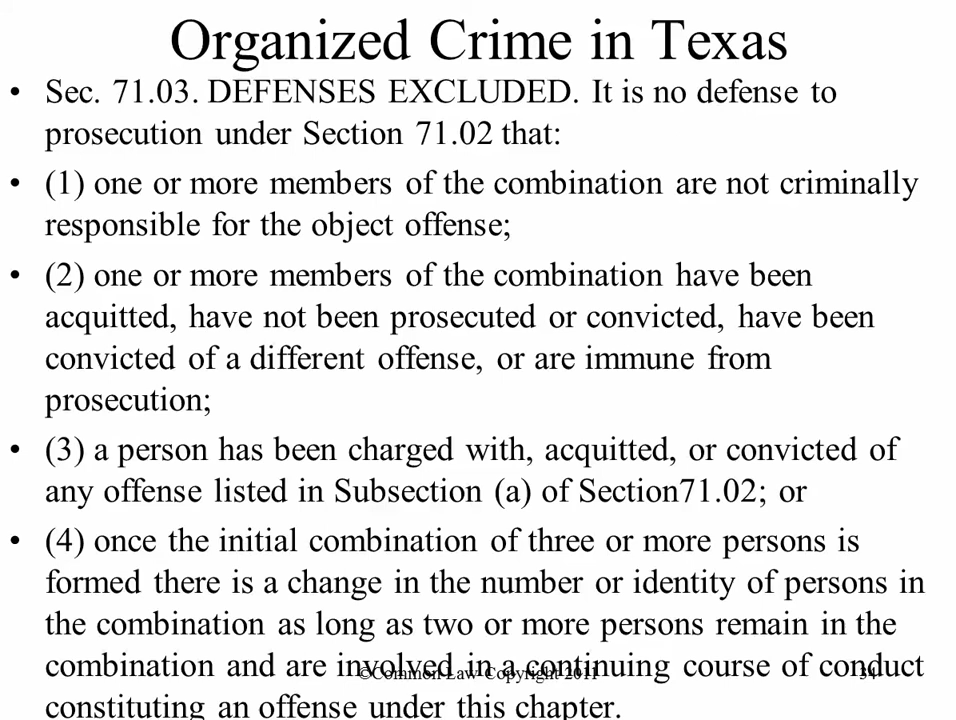 Organized Crime in Texas
• Sec. 71.03. DEFENSES EXCLUDED. It is no defense to
prosecution under Section 71.02 that:
• (1) one or more members of the combination are not criminally
responsible for the object offense;
• (2) one or more members of the combination have been
acquitted, have not been prosecuted or convicted, have been
convicted of a different offense, or are immune from
prosecution;
• (3) a person has been charged with, acquitted, or convicted of
any offense listed in Subsection (a) of Section71.02; or
• (4) once the initial combination of three or more persons is
formed there is a change in the number or identity of persons in
the combination as long as two or more persons remain in the
combination and are involved in a continuing course of conduct
©Common Law Copyright 2011 34
constituting an offense under this chapter.